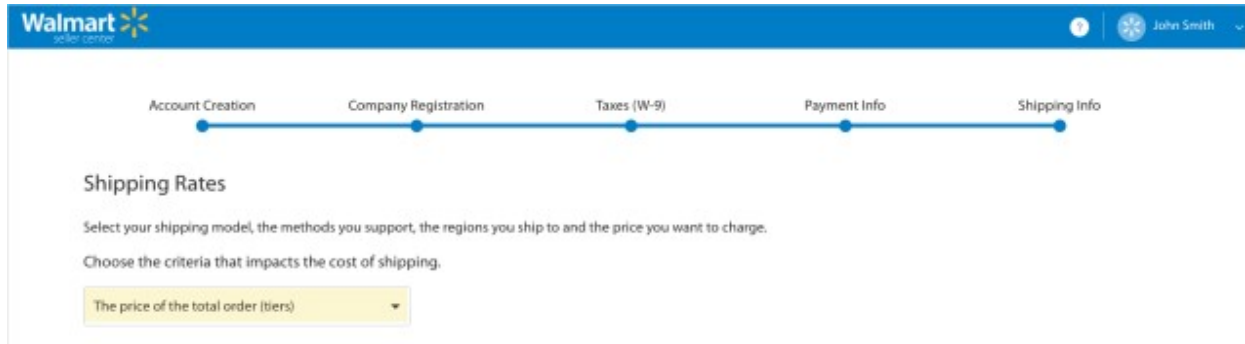 Walmart
seller center
? John Smith
Account Creation Company Registration Taxes (W-9) Payment Info Shipping Info
Shipping Rates
Select your shipping model, the methods you support, the regions you ship to and the price you want to charge.
Choose the criteria that impacts the cost of shipping.
The price of the total order (tiers)